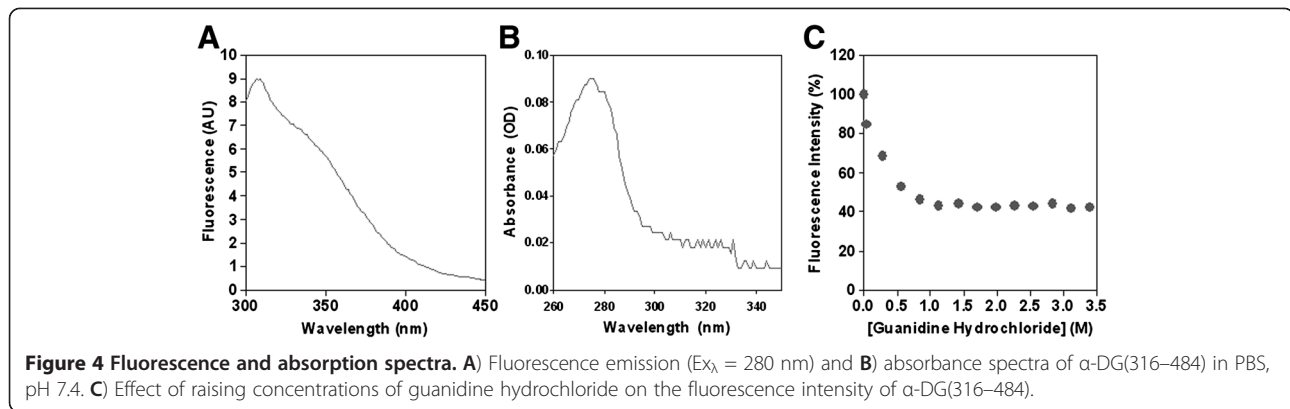 A
10
9
8
7
6
5
4
3
2
1
0
Fluorescence (AU)
300 350 400 450
Wavelength (nm)
B
0.10
0.08
0.06
0.04
0.02
0.00
Absorbance (OD)
260 280 300 320 340
Wavelength (nm)
C
120
100
80
60
40
20
0
Fluorescence Intensity (%)
0.0 0.5 1.0 1.5 2.0 2.5 3.0 3.5
[Guanidine Hydrochloride] (M)
Figure 4 Fluorescence and absorption spectra. A) Fluorescence emission (Exλ = 280 nm) and B) absorbance spectra of α-DG(316–484) in PBS,
pH 7.4. C) Effect of raising concentrations of guanidine hydrochloride on the fluorescence intensity of α-DG(316–484).